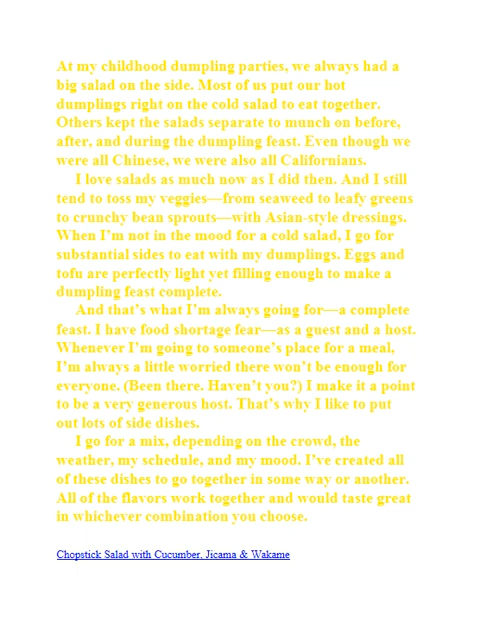 At my childhood dumpling parties, we always had a
big salad on the side. Most of us put our hot
dumplings right on the cold salad to eat together.
Others kept the salads separate to munch on before,
after, and during the dumpling feast. Even though we
were all Chinese, we were also all Californians.
I love salads as much now as I did then. And I still
tend to toss my veggies—from seaweed to leafy greens
to crunchy bean sprouts—with Asian-style dressings.
When I’m not in the mood for a cold salad, I go for
substantial sides to eat with my dumplings. Eggs and
tofu are perfectly light yet filling enough to make a
dumpling feast complete.
And that’s what I’m always going for—a complete
feast. I have food shortage fear—as a guest and a host.
Whenever I’m going to someone’s place for a meal,
I’m always a little worried there won’t be enough for
everyone. (Been there. Haven’t you?) I make it a point
to be a very generous host. That’s why I like to put
out lots of side dishes.
I go for a mix, depending on the crowd, the
weather, my schedule, and my mood. I’ve created all
of these dishes to go together in some way or another.
All of the flavors work together and would taste great
in whichever combination you choose.
Chopstick Salad with Cucumber, Jicama & Wakame